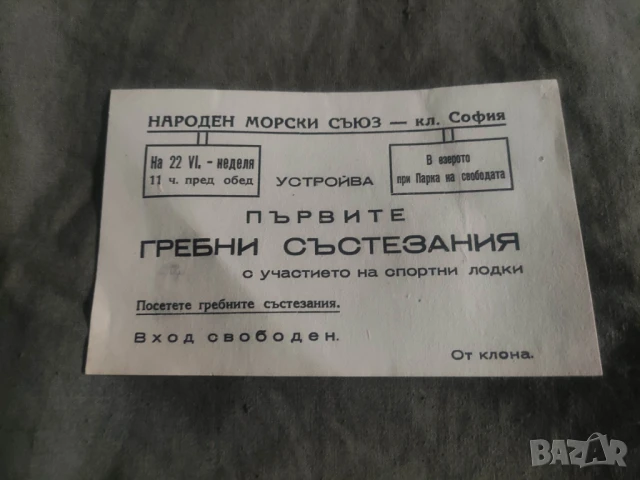 НАРОДЕН МОРСКИ СЪЮЗ — кл. София
На 22 VI. - неделя
11 ч. пред обед
УСТРОЙВА
В езерото
при Парка на свободата
ПЪРВИТЕ
ГРЕБНИ СЪСТЕЗАНИЯ
с участието на спортни лодки
Посетете гребните състезания.
Вход свободен.
От клона.
BAZAR